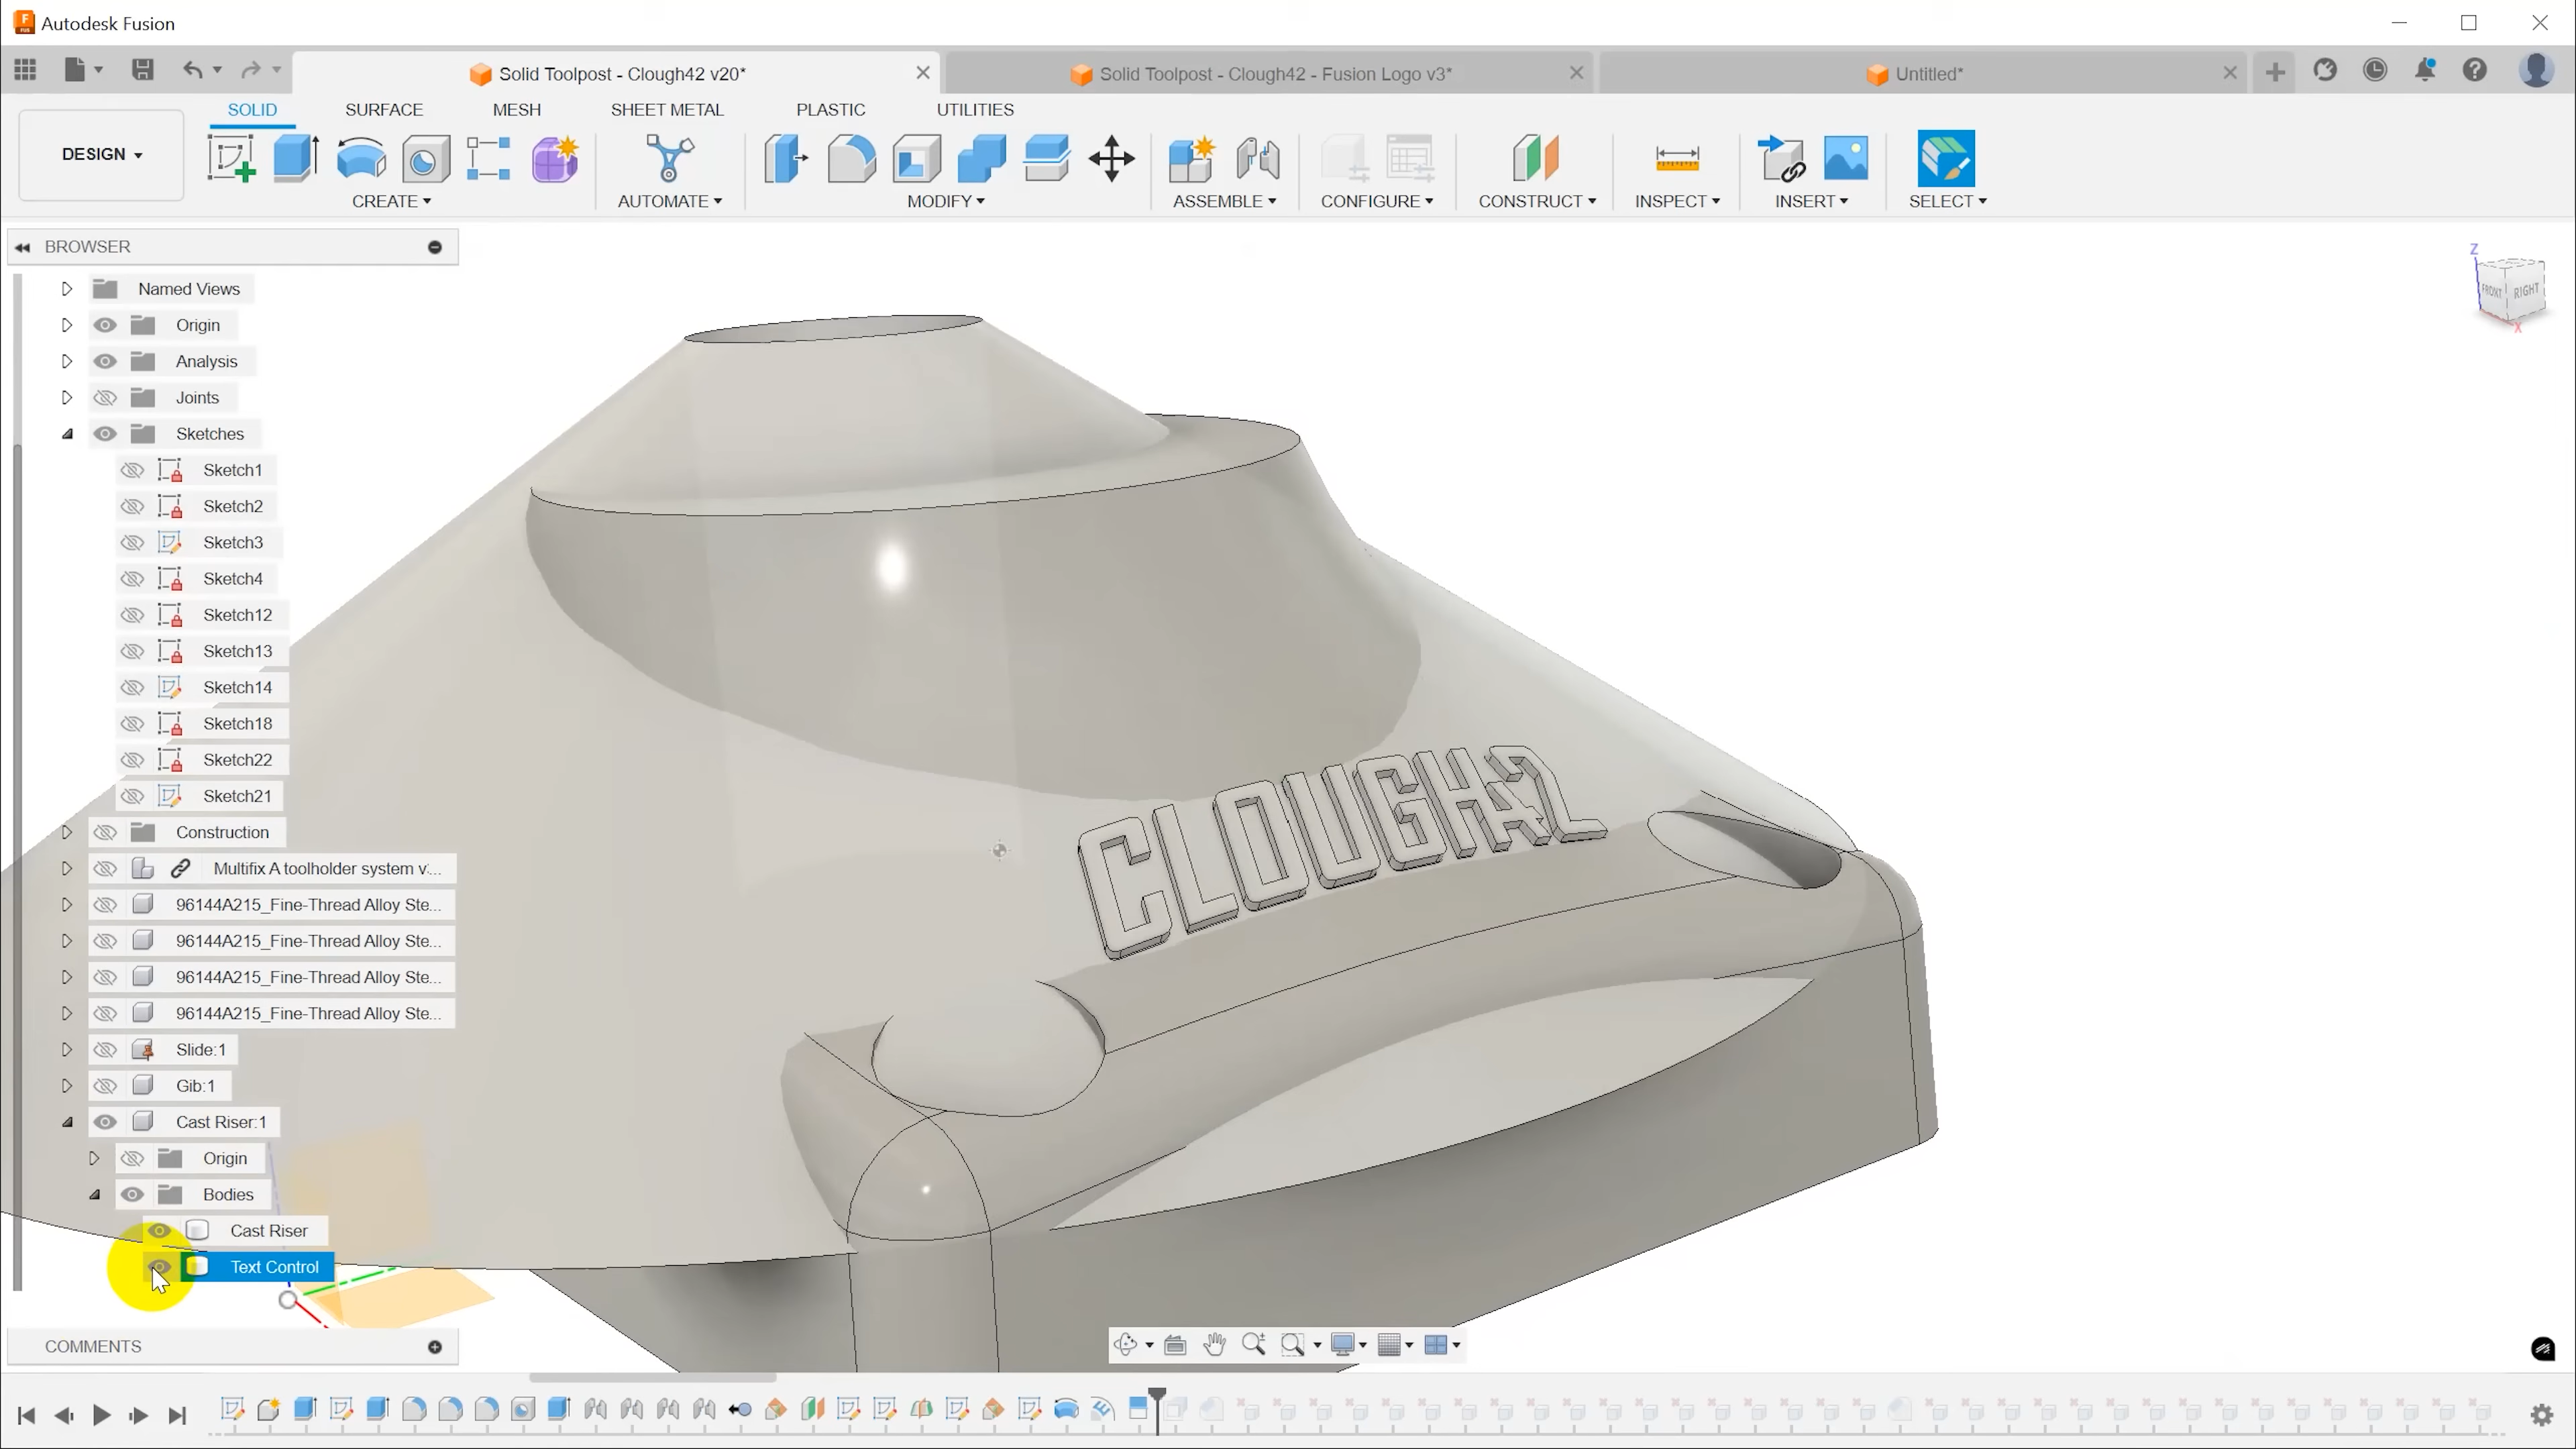 Autodesk Fusion
Solid Toolpost - Clough42 v20*
Solid Toolpost - Clough42 - Fusion Logo v3*
Untitled*
DESIGN
SOLID
SURFACE
MESH
SHEET METAL
PLASTIC
UTILITIES
CREATE
AUTOMATE
MODIFY
ASSEMBLE
CONFIGURE
CONSTRUCT
INSPECT
INSERT
SELECT
BROWSER
Named Views
Origin
Analysis
Joints
Sketches
Sketch1
Sketch2
Sketch3
Sketch4
Sketch12
Sketch13
Sketch14
Sketch18
Sketch22
Sketch21
Construction
Multifix A toolholder system v...
96144A215_Fine-Thread Alloy Ste...
96144A215_Fine-Thread Alloy Ste...
96144A215_Fine-Thread Alloy Ste...
96144A215_Fine-Thread Alloy Ste...
Slide:1
Gib:1
Cast Riser:1
Origin
Bodies
Cast Riser
Text Control
COMMENTS
CLOUGH42
Z
FRONT
RIGHT
X